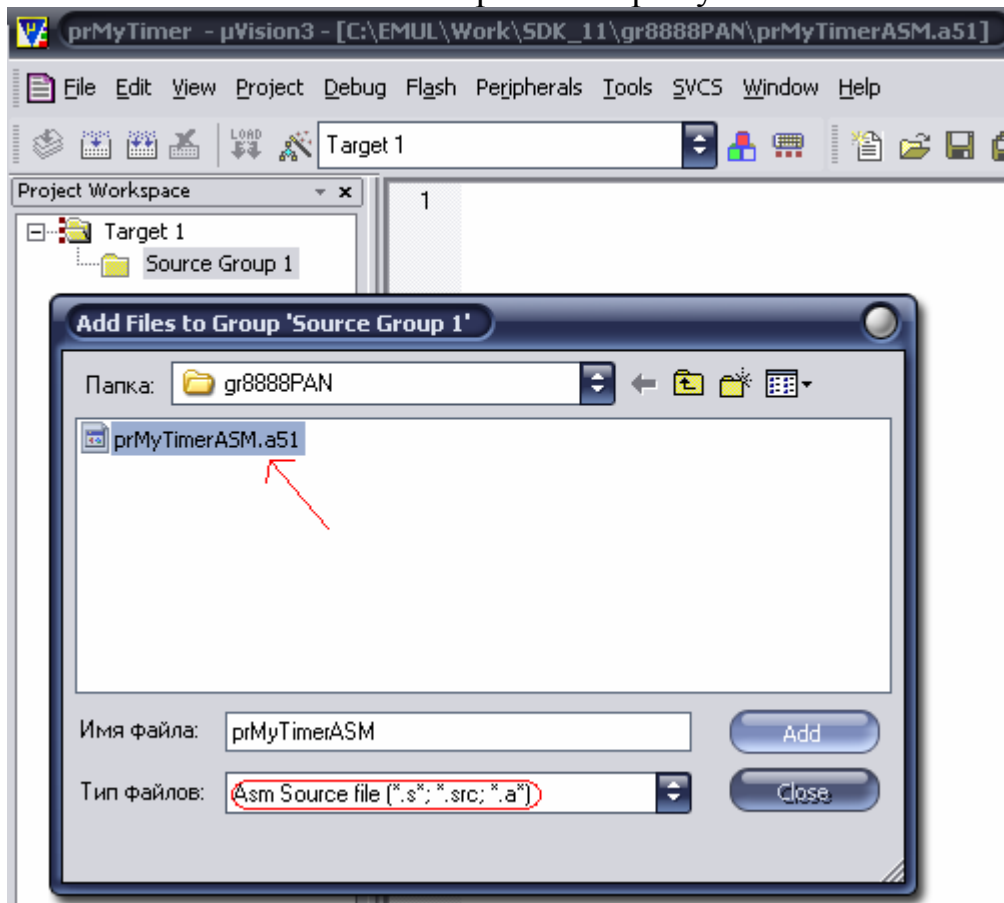 prMyTimer - µVision3 - [C:\EMUL\Work\SDK_11\gr8888PAN\prMyTimerASM.a51]
File Edit View Project Debug Flash Peripherals Tools SVCS Window Help
LOAD Target 1
Project Workspace
1
Target 1
Source Group 1
Add Files to Group 'Source Group 1'
Папка: gr8888PAN
prMyTimerASM.a51
Имя файла: prMyTimerASM Add
Тип файлов: Asm Source file (*.s*; *.src; *.a*) Close